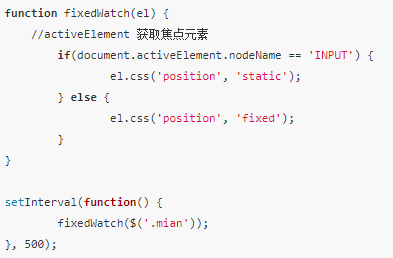 function fixedWatch(el) {
    //activeElement 获取焦点元素
        if(document.activeElement.nodeName == 'INPUT') {
                el.css('position', 'static');
        } else {
                el.css('position', 'fixed');
        }
}

setInterval(function() {
        fixedWatch($('.mian'));
}, 500);